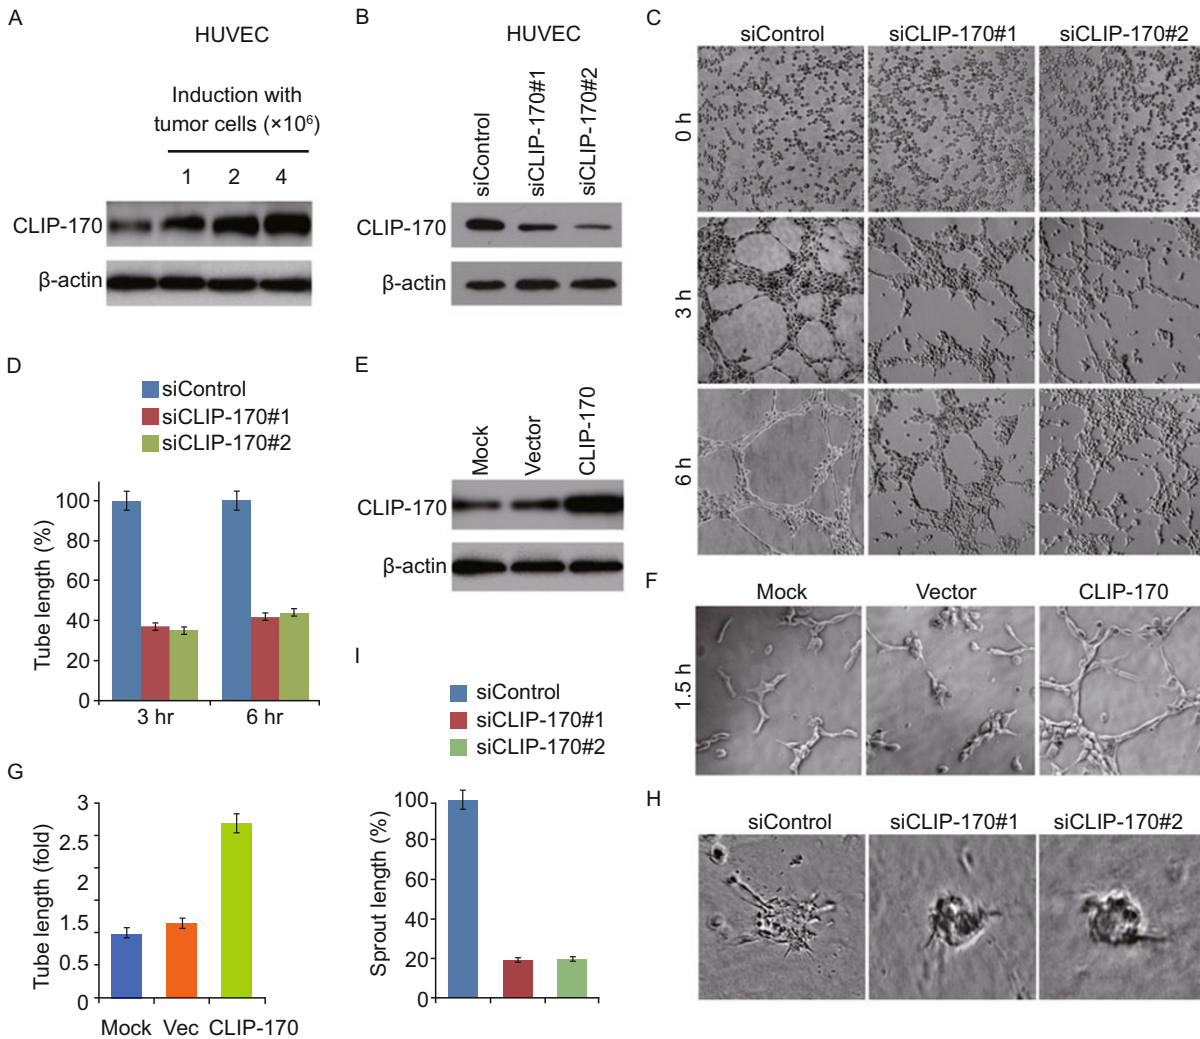 A
HUVEC
Induction with
tumor cells (×10⁶)
1 2 4
CLIP-170
β-actin
B
HUVEC
siControl
siCLIP-170#1
siCLIP-170#2
CLIP-170
β-actin
C
siControl siCLIP-170#1 siCLIP-170#2
0 h
3 h
6 h
D
siControl
siCLIP-170#1
siCLIP-170#2
Tube length (%)
100
80
60
40
20
0
3 hr 6 hr
E
Mock
Vector
CLIP-170
CLIP-170
β-actin
F
Mock Vector CLIP-170
1.5 h
G
Tube length (fold)
3
2
2
1.5
0.5
0
Mock Vec CLIP-170
H
siControl siCLIP-170#1 siCLIP-170#2
I
siControl
siCLIP-170#1
siCLIP-170#2
Sprout length (%)
100
80
60
40
20
0